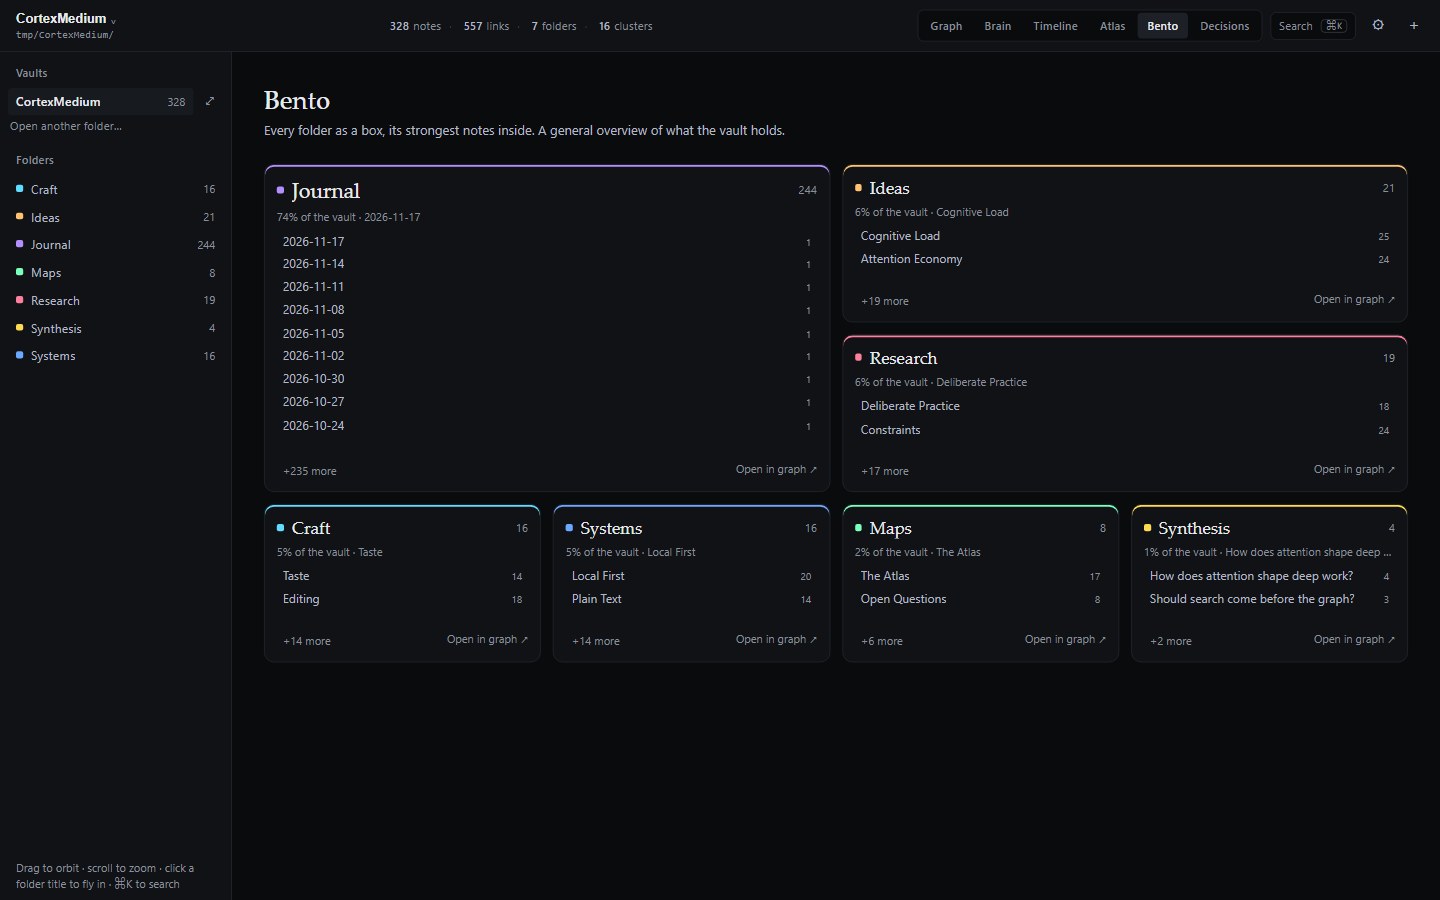 CortexMedium
tmp/CortexMedium/
328 notes · 557 links · 7 folders · 16 clusters
Graph Brain Timeline Atlas Bento Decisions
Search ⌘K
⚙ +
Vaults
CortexMedium 328
Open another folder...
Folders
Craft 16
Ideas 21
Journal 244
Maps 8
Research 19
Synthesis 4
Systems 16
Drag to orbit · scroll to zoom · click a
folder title to fly in · ⌘K to search
Bento
Every folder as a box, its strongest notes inside. A general overview of what the vault holds.
Journal 244
74% of the vault · 2026-11-17
2026-11-17 1
2026-11-14 1
2026-11-11 1
2026-11-08 1
2026-11-05 1
2026-11-02 1
2026-10-30 1
2026-10-27 1
2026-10-24 1
+235 more Open in graph ↗
Ideas 21
6% of the vault · Cognitive Load
Cognitive Load 25
Attention Economy 24
+19 more Open in graph ↗
Research 19
6% of the vault · Deliberate Practice
Deliberate Practice 18
Constraints 24
+17 more Open in graph ↗
Craft 16
5% of the vault · Taste
Taste 14
Editing 18
+14 more Open in graph ↗
Systems 16
5% of the vault · Local First
Local First 20
Plain Text 14
+14 more Open in graph ↗
Maps 8
2% of the vault · The Atlas
The Atlas 17
Open Questions 8
+6 more Open in graph ↗
Synthesis 4
1% of the vault · How does attention shape deep ...
How does attention shape deep work? 4
Should search come before the graph? 3
+2 more Open in graph ↗